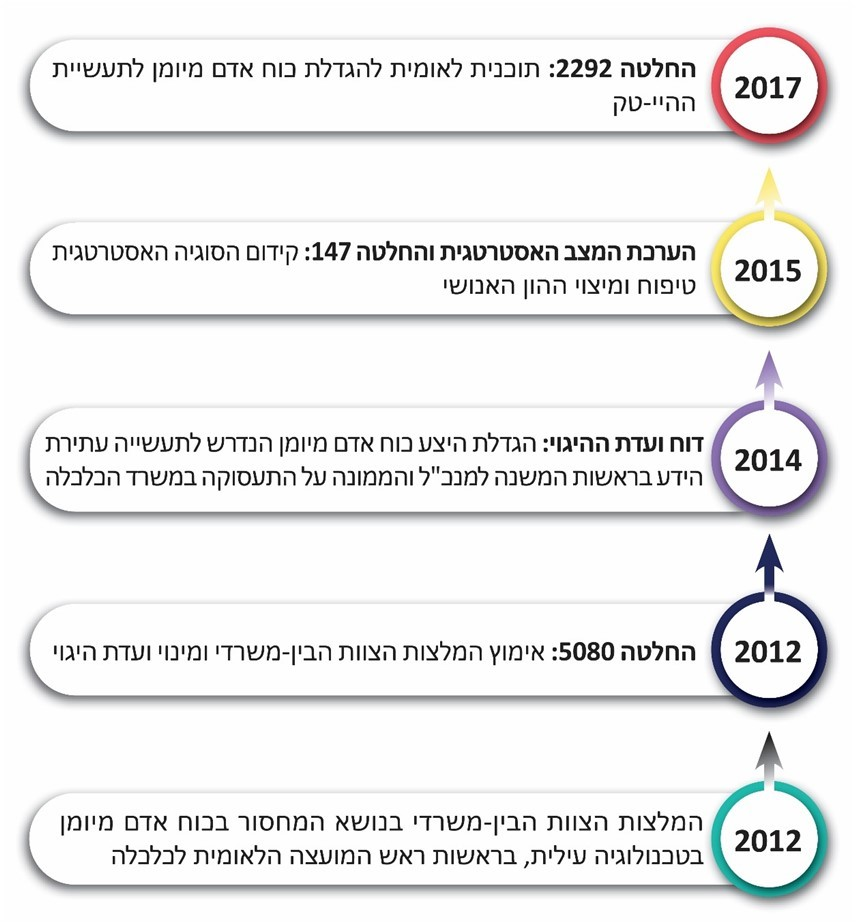 2017
החלטה 2292: תוכנית לאומית להגדלת כוח אדם מיומן לתעשיית
ההיי-טק
2015
הערכת המצב האסטרטגית והחלטה 147: קידום הסוגיה האסטרטגית
טיפוח ומיצוי ההון האנושי
2014
דוח ועדת ההיגוי: הגדלת היצע כוח אדם מיומן הנדרש לתעשייה עתירת
הידע בראשות המשנה למנכ"ל והממונה על התעסוקה במשרד הכלכלה
2012
החלטה 5080: אימוץ המלצות הצוות הבין-משרדי ומינוי ועדת היגוי
2012
המלצות הצוות הבין-משרדי בנושא המחסור בכוח אדם מיומן
בטכנולוגיה עילית, בראשות ראש המועצה הלאומית לכלכלה